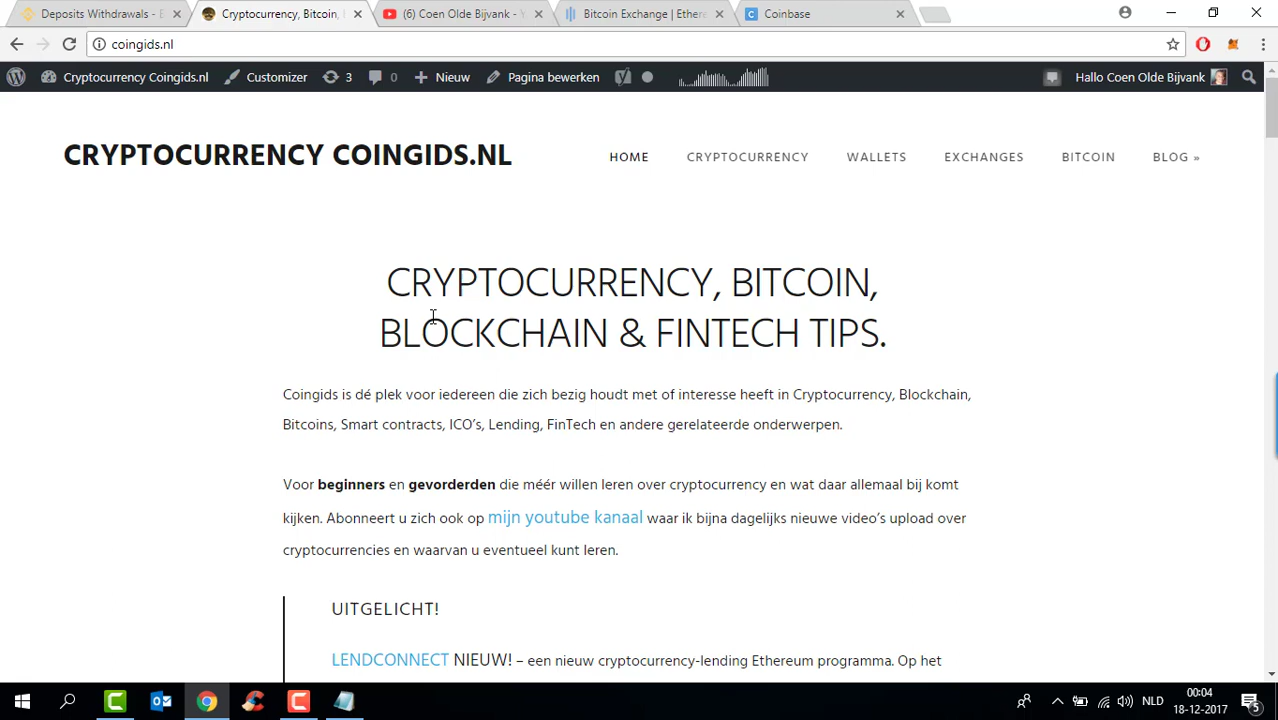 Deposits Withdrawals - B
Cryptocurrency, Bitcoin,
(6) Coen Olde Bijvank - Y
Bitcoin Exchange | Ether
Coinbase
coingids.nl
Cryptocurrency Coingids.nl
Customizer
3
0
Nieuw
Pagina bewerken
Hallo Coen Olde Bijvank
CRYPTOCURRENCY COINGIDS.NL
HOME
CRYPTOCURRENCY
WALLETS
EXCHANGES
BITCOIN
BLOG »
CRYPTOCURRENCY, BITCOIN,
BLOCKCHAIN & FINTECH TIPS.
Coingids is dé plek voor iedereen die zich bezig houdt met of interesse heeft in Cryptocurrency, Blockchain,
Bitcoins, Smart contracts, ICO’s, Lending, FinTech en andere gerelateerde onderwerpen.
Voor beginners en gevorderden die méér willen leren over cryptocurrency en wat daar allemaal bij komt
kijken. Abonneert u zich ook op mijn youtube kanaal waar ik bijna dagelijks nieuwe video’s upload over
cryptocurrencies en waarvan u eventueel kunt leren.
UITGELICHT!
LENDCONNECT NIEUW! – een nieuw cryptocurrency-lending Ethereum programma. Op het
NLD
00:04
18-12-2017
5